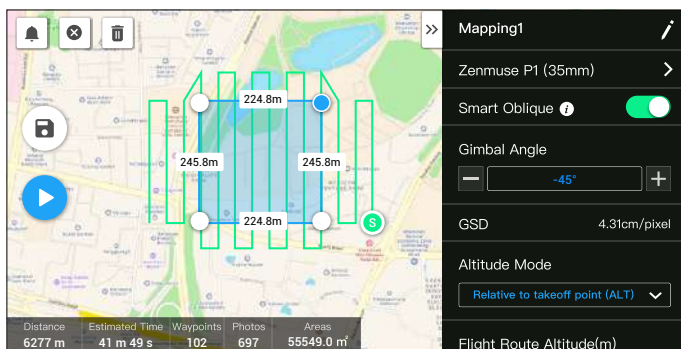 Mapping1
Zenmuse P1 (35mm)
Smart Oblique i
Gimbal Angle
-45°
GSD 4.31cm/pixel
Altitude Mode
Relative to takeoff point (ALT)
Flight Route Altitude(m)
224.8m
245.8m 245.8m
224.8m
S
Distance Estimated Time Waypoints Photos Areas
6277 m 41 m 49 s 102 697 55549.0 m²